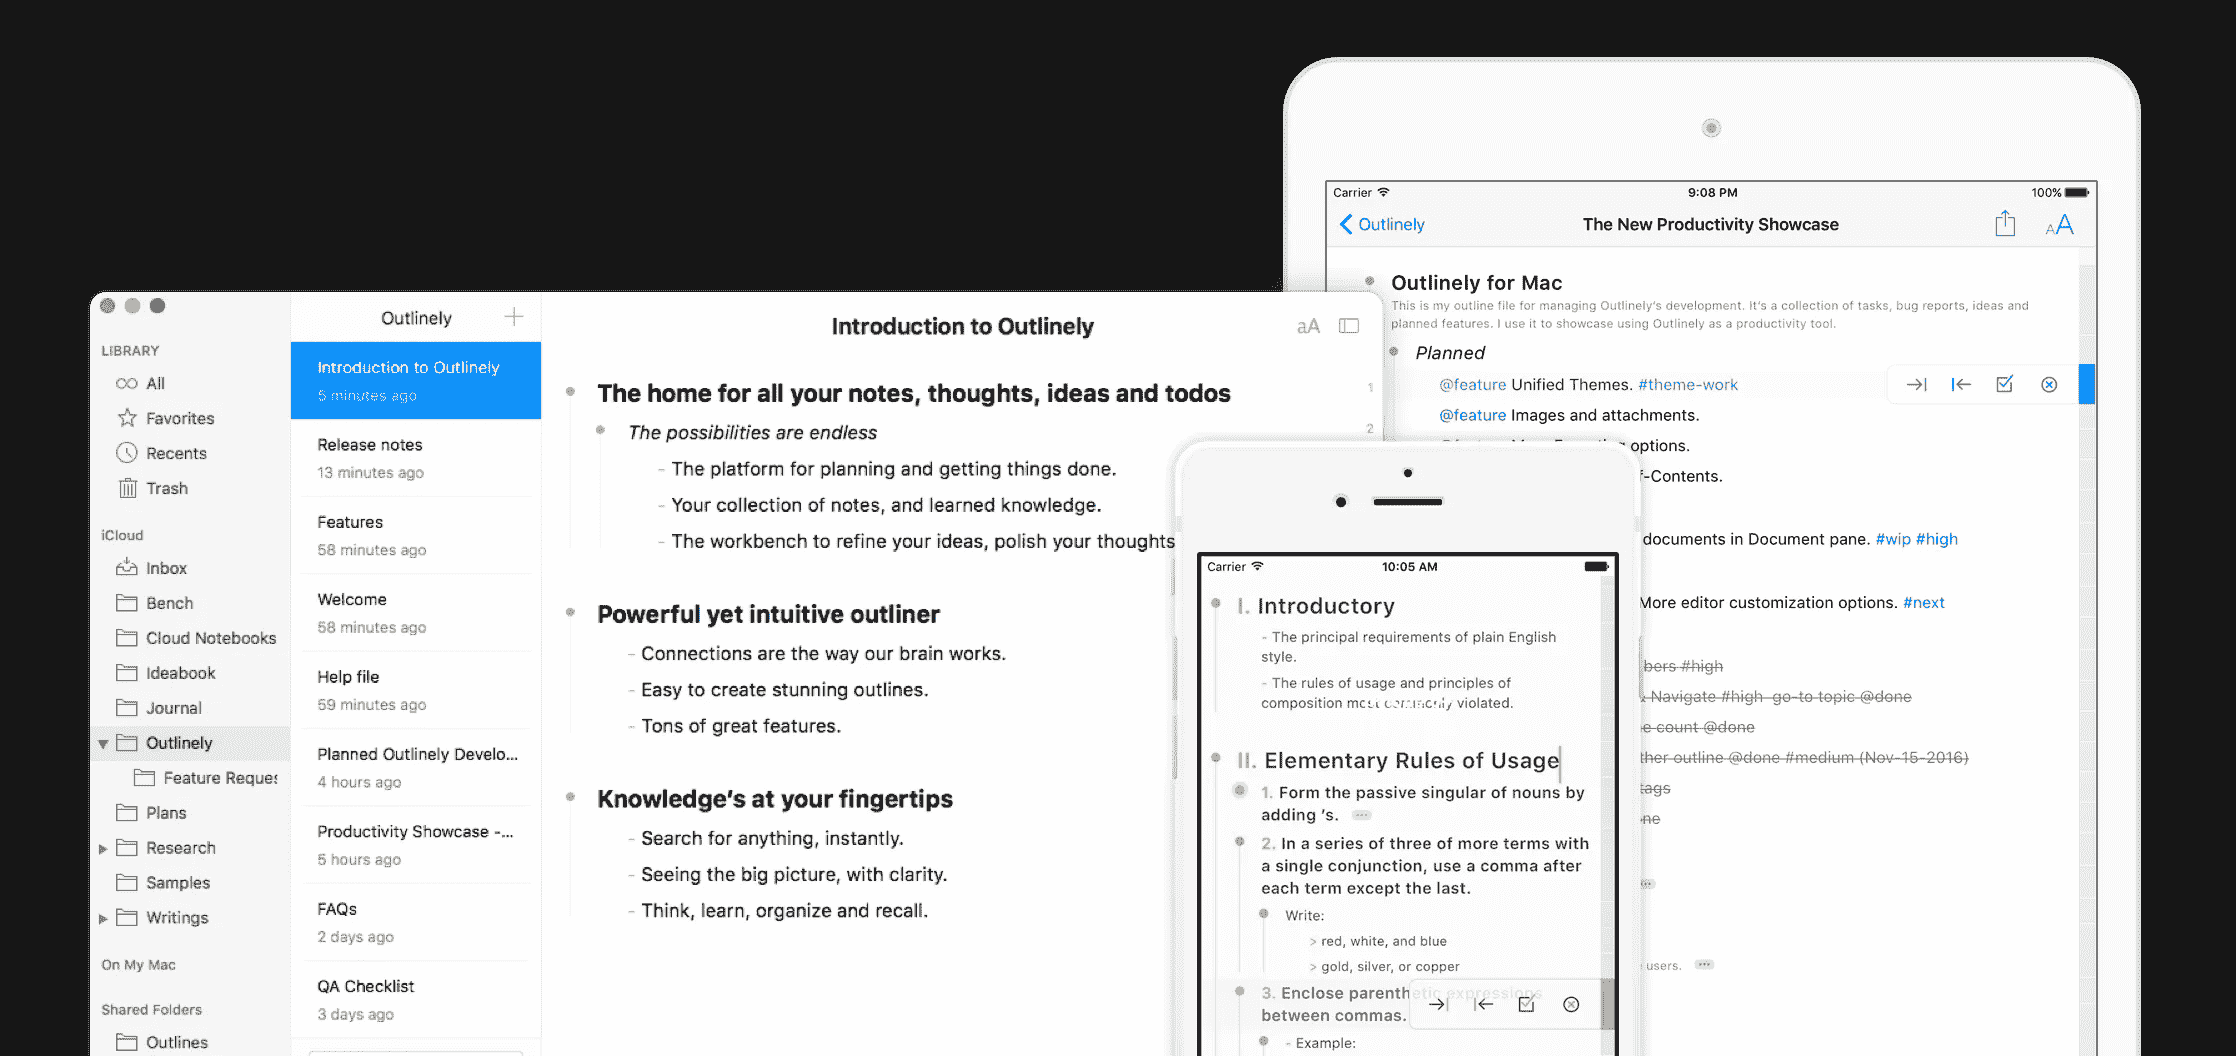 LIBRARY
All
Favorites
Recents
Trash
iCloud
Inbox
Bench
Cloud Notebooks
Ideabook
Journal
Outlinely
Feature Reques
Plans
Research
Samples
Writings
On My Mac
Shared Folders
Outlines
Outlinely
Introduction to Outlinely
5 minutes ago
Release notes
13 minutes ago
Features
58 minutes ago
Welcome
58 minutes ago
Help file
59 minutes ago
Planned Outlinely Develo...
4 hours ago
Productivity Showcase -...
5 hours ago
FAQs
2 days ago
QA Checklist
3 days ago
Introduction to Outlinely
aA
The home for all your notes, thoughts, ideas and todos
1
The possibilities are endless
2
- The platform for planning and getting things done.
- Your collection of notes, and learned knowledge.
- The workbench to refine your ideas, polish your thoughts
Powerful yet intuitive outliner
- Connections are the way our brain works.
- Easy to create stunning outlines.
- Tons of great features.
Knowledge's at your fingertips
- Search for anything, instantly.
- Seeing the big picture, with clarity.
- Think, learn, organize and recall.
Carrier
10:05 AM
I. Introductory
- The principal requirements of plain English
style.
- The rules of usage and principles of
composition most commonly violated.
II. Elementary Rules of Usage
1. Form the passive singular of nouns by
adding 's.
2. In a series of three of more terms with
a single conjunction, use a comma after
each term except the last.
Write:
> red, white, and blue
> gold, silver, or copper
3. Enclose parenthetic expressions
between commas.
- Example:
Carrier
9:08 PM
100%
Outlinely
The New Productivity Showcase
AA
Outlinely for Mac
This is my outline file for managing Outlinely's development. It's a collection of tasks, bug reports, ideas and
planned features. I use it to showcase using Outlinely as a productivity tool.
Planned
@feature Unified Themes. #theme-work
@feature Images and attachments.
options.
f-Contents.
documents in Document pane. #wip #high
More editor customization options. #next
bers #high
Navigate #high go-to topic @done
e count @done
ther outline @done #medium (Nov-15-2016)
tags
ne
users.